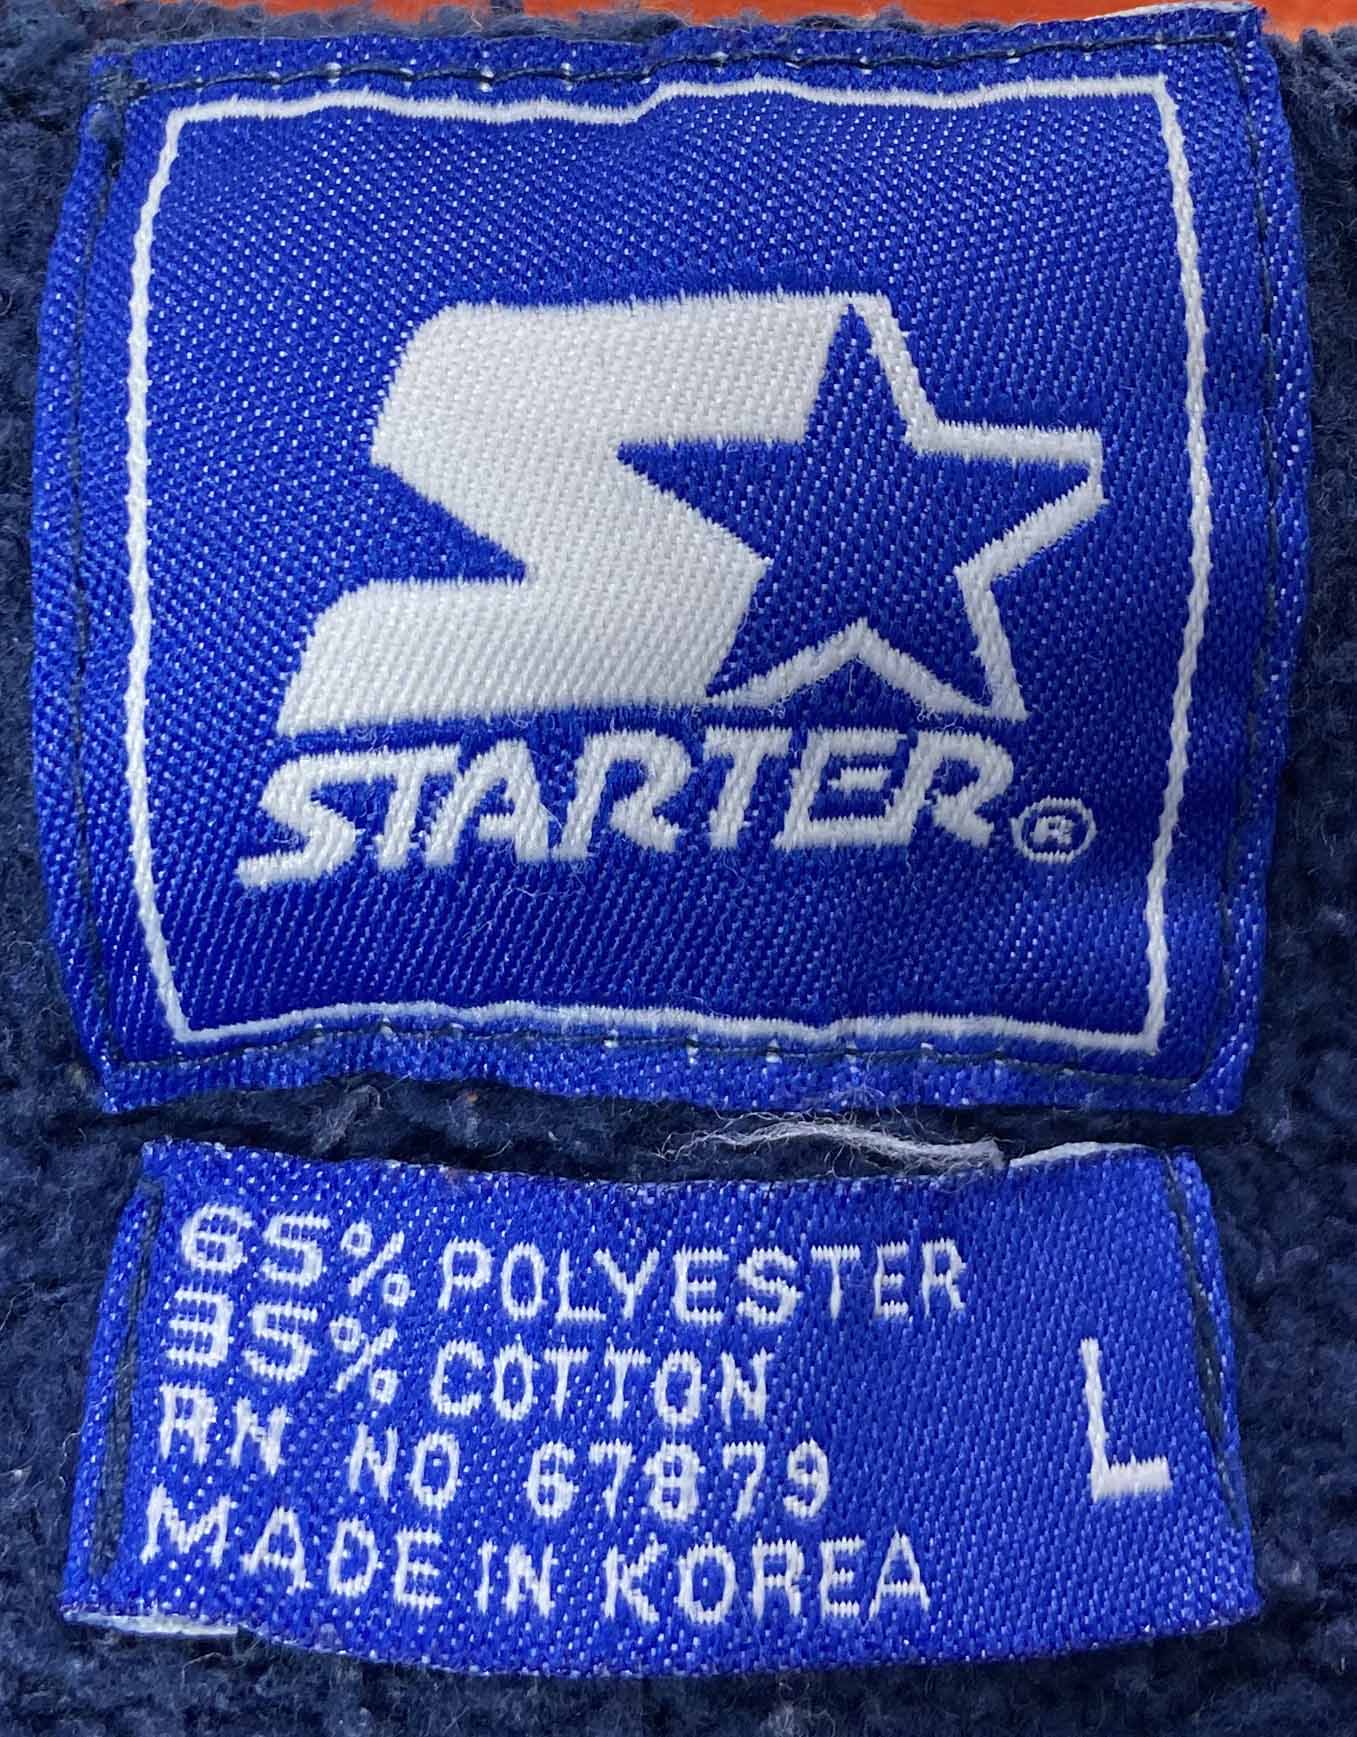 STARTER®
65% POLYESTER
35% COTTON
RN NO 67879
MADE IN KOREA
L